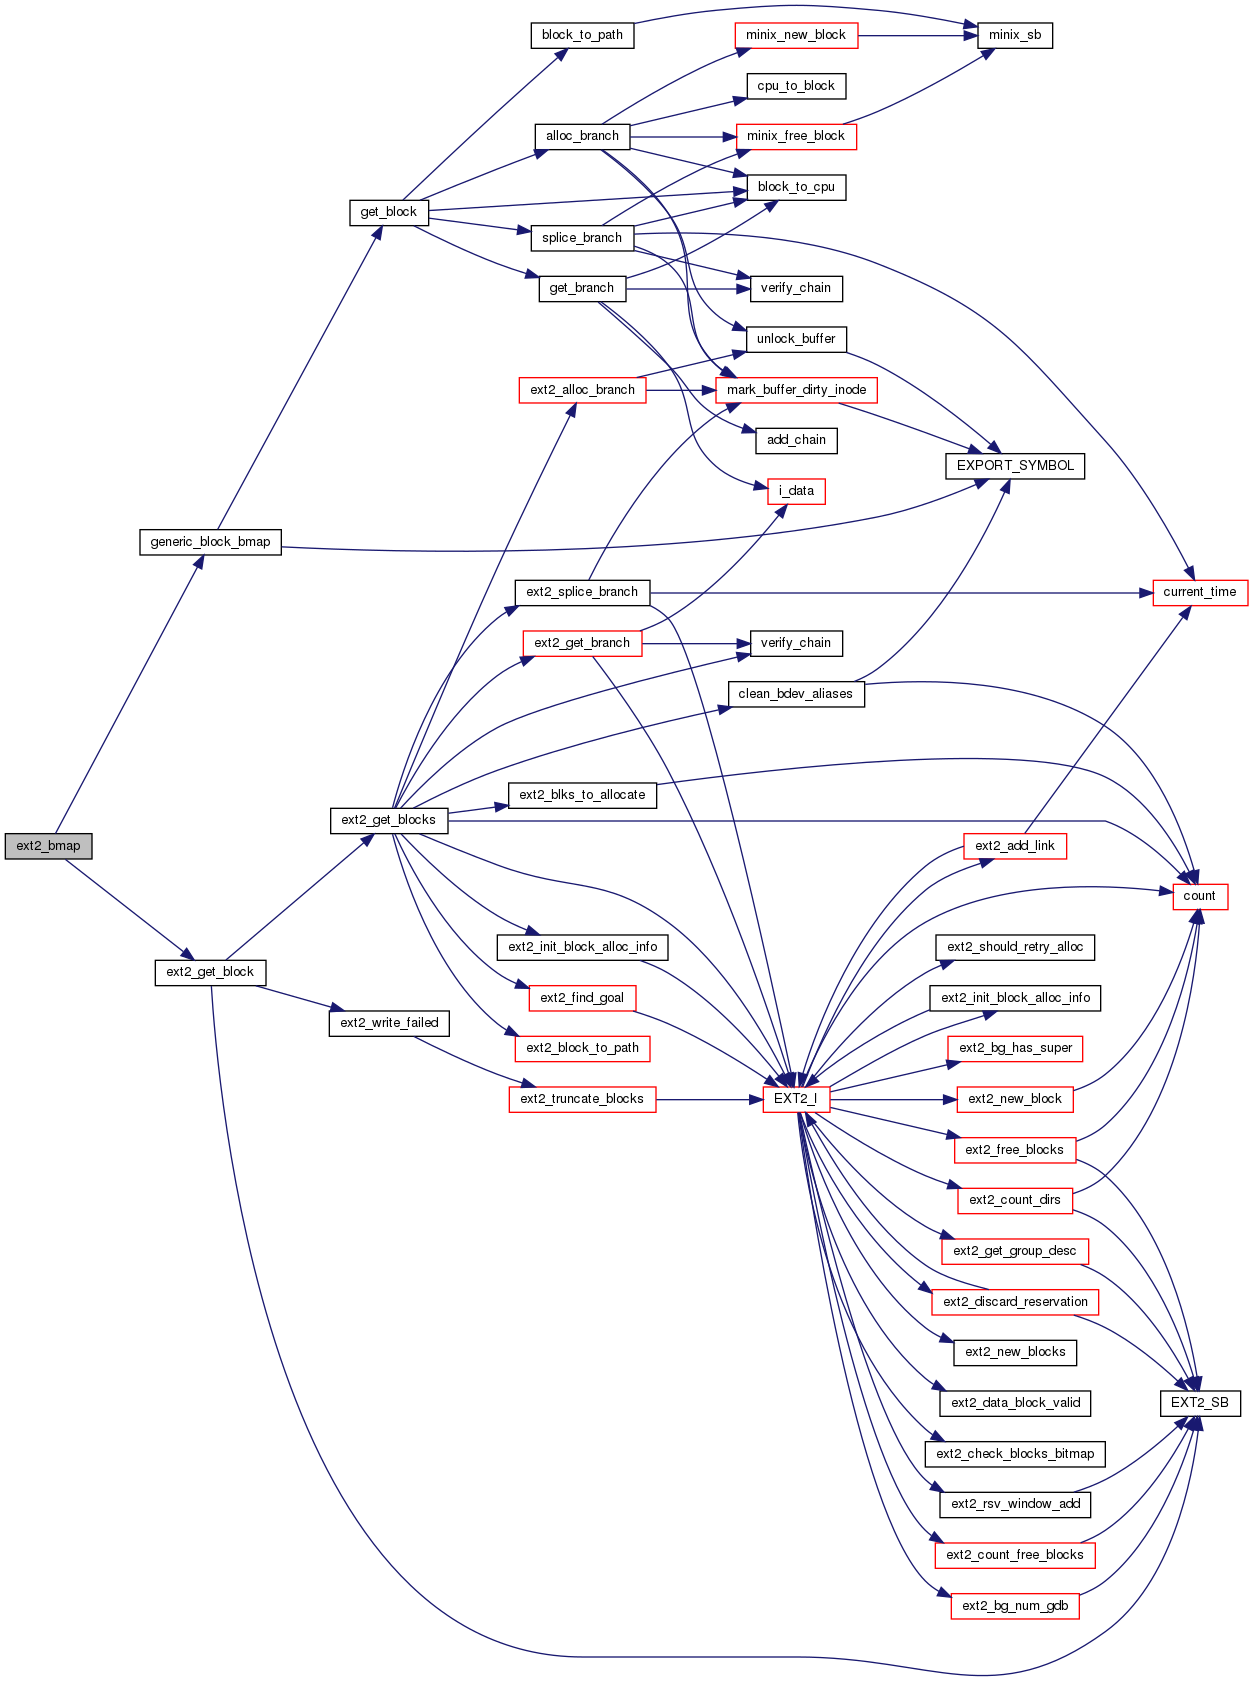 block_to_path
minix_new_block
minix_sb
cpu_to_block
alloc_branch
minix_free_block
block_to_cpu
get_block
splice_branch
get_branch
verify_chain
unlock_buffer
ext2_alloc_branch
mark_buffer_dirty_inode
add_chain
EXPORT_SYMBOL
i_data
generic_block_bmap
ext2_splice_branch
current_time
ext2_get_branch
verify_chain
clean_bdev_aliases
ext2_blks_to_allocate
ext2_get_blocks
ext2_bmap
ext2_add_link
count
ext2_init_block_alloc_info
ext2_should_retry_alloc
ext2_get_block
ext2_find_goal
ext2_init_block_alloc_info
ext2_write_failed
ext2_block_to_path
ext2_bg_has_super
ext2_truncate_blocks
EXT2_I
ext2_new_block
ext2_free_blocks
ext2_count_dirs
ext2_get_group_desc
ext2_discard_reservation
ext2_new_blocks
ext2_data_block_valid
EXT2_SB
ext2_check_blocks_bitmap
ext2_rsv_window_add
ext2_count_free_blocks
ext2_bg_num_gdb